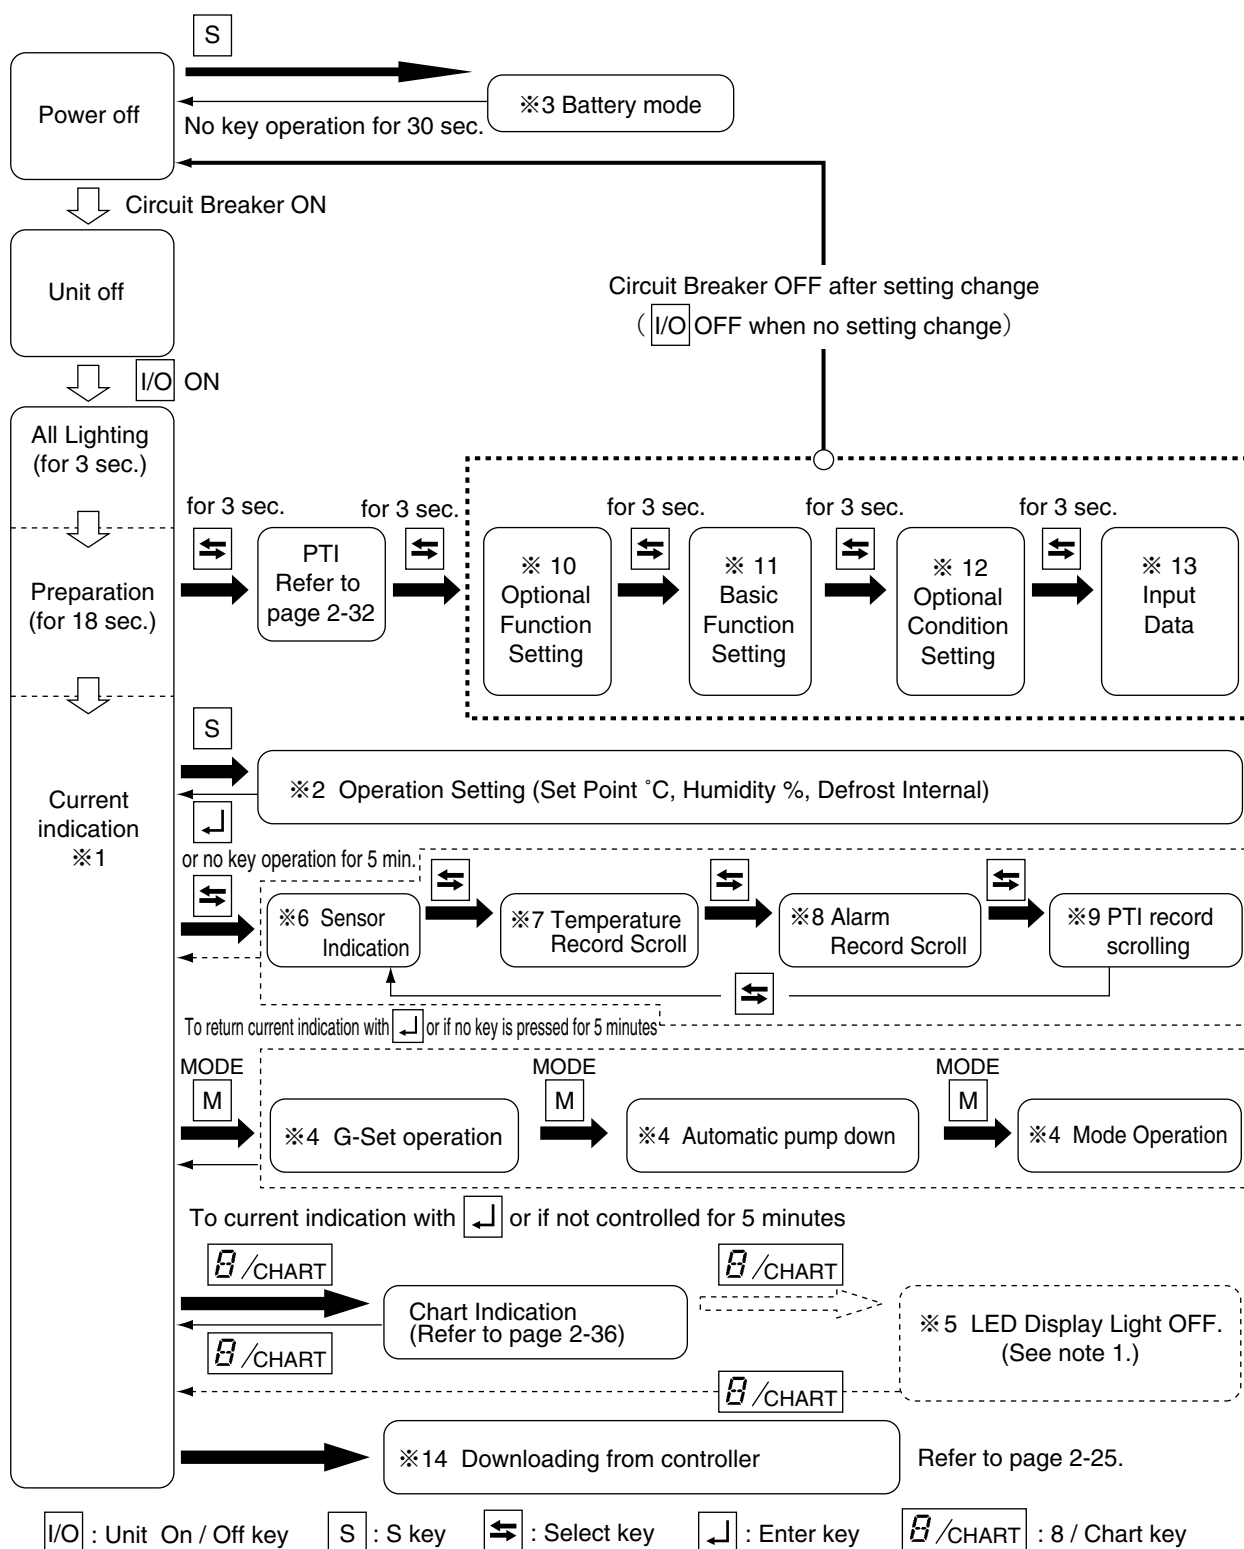 S
Power off
※3 Battery mode
No key operation for 30 sec.
Circuit Breaker ON
Unit off
Circuit Breaker OFF after setting change
( I/O OFF when no setting change)
I/O ON
All Lighting
(for 3 sec.)
for 3 sec.
for 3 sec.
for 3 sec.
for 3 sec.
for 3 sec.
Preparation
(for 18 sec.)
PTI
Refer to
page 2-32
※ 10
Optional
Function
Setting
※ 11
Basic
Function
Setting
※ 12
Optional
Condition
Setting
※ 13
Input
Data
S
※2 Operation Setting (Set Point °C, Humidity %, Defrost Internal)
Current
indication
※1
or no key operation for 5 min.
※6 Sensor
Indication
※7 Temperature
Record Scroll
※8 Alarm
Record Scroll
※9 PTI record
scrolling
To return current indication with ↵ or if no key is pressed for 5 minutes
MODE
M
MODE
M
MODE
M
※4 G-Set operation
※4 Automatic pump down
※4 Mode Operation
To current indication with ↵ or if not controlled for 5 minutes
8/CHART
8/CHART
Chart Indication
(Refer to page 2-36)
※5 LED Display Light OFF.
(See note 1.)
8/CHART
8/CHART
※14 Downloading from controller
Refer to page 2-25.
I/O : Unit On / Off key
S : S key
⇆ : Select key
↵ : Enter key
8/CHART : 8 / Chart key